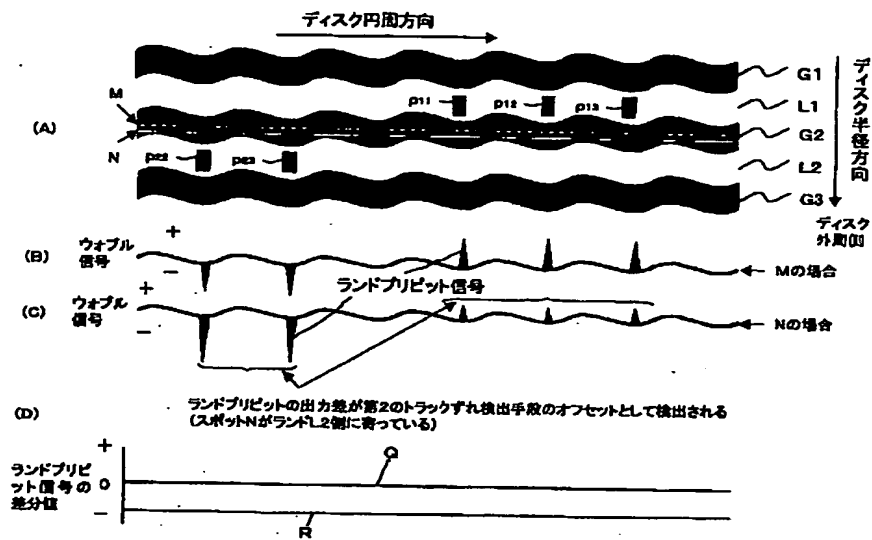 ディスク円周方向
G1
M
p11
p12
p13
L1
(A)
G2
N
p22
p23
L2
G3
ディスク半径方向
ディスク
外周側
(B)
ウォブル
信号
+
−
Mの場合
ランドプリピット信号
(C)
ウォブル
信号
+
−
Nの場合
ランドプリピットの出力差が第2のトラックずれ検出手段のオフセットとして検出される
(スポットNがランドL2側に寄っている)
(D)
+
ランドプリピ
ット信号の
差分値
0
−
Q
R